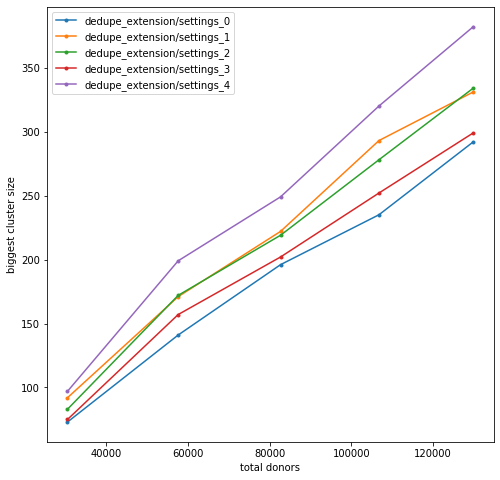 dedupe_extension/settings_0
dedupe_extension/settings_1
dedupe_extension/settings_2
dedupe_extension/settings_3
dedupe_extension/settings_4
biggest cluster size
350
300
250
200
150
100
40000 60000 80000 100000 120000
total donors